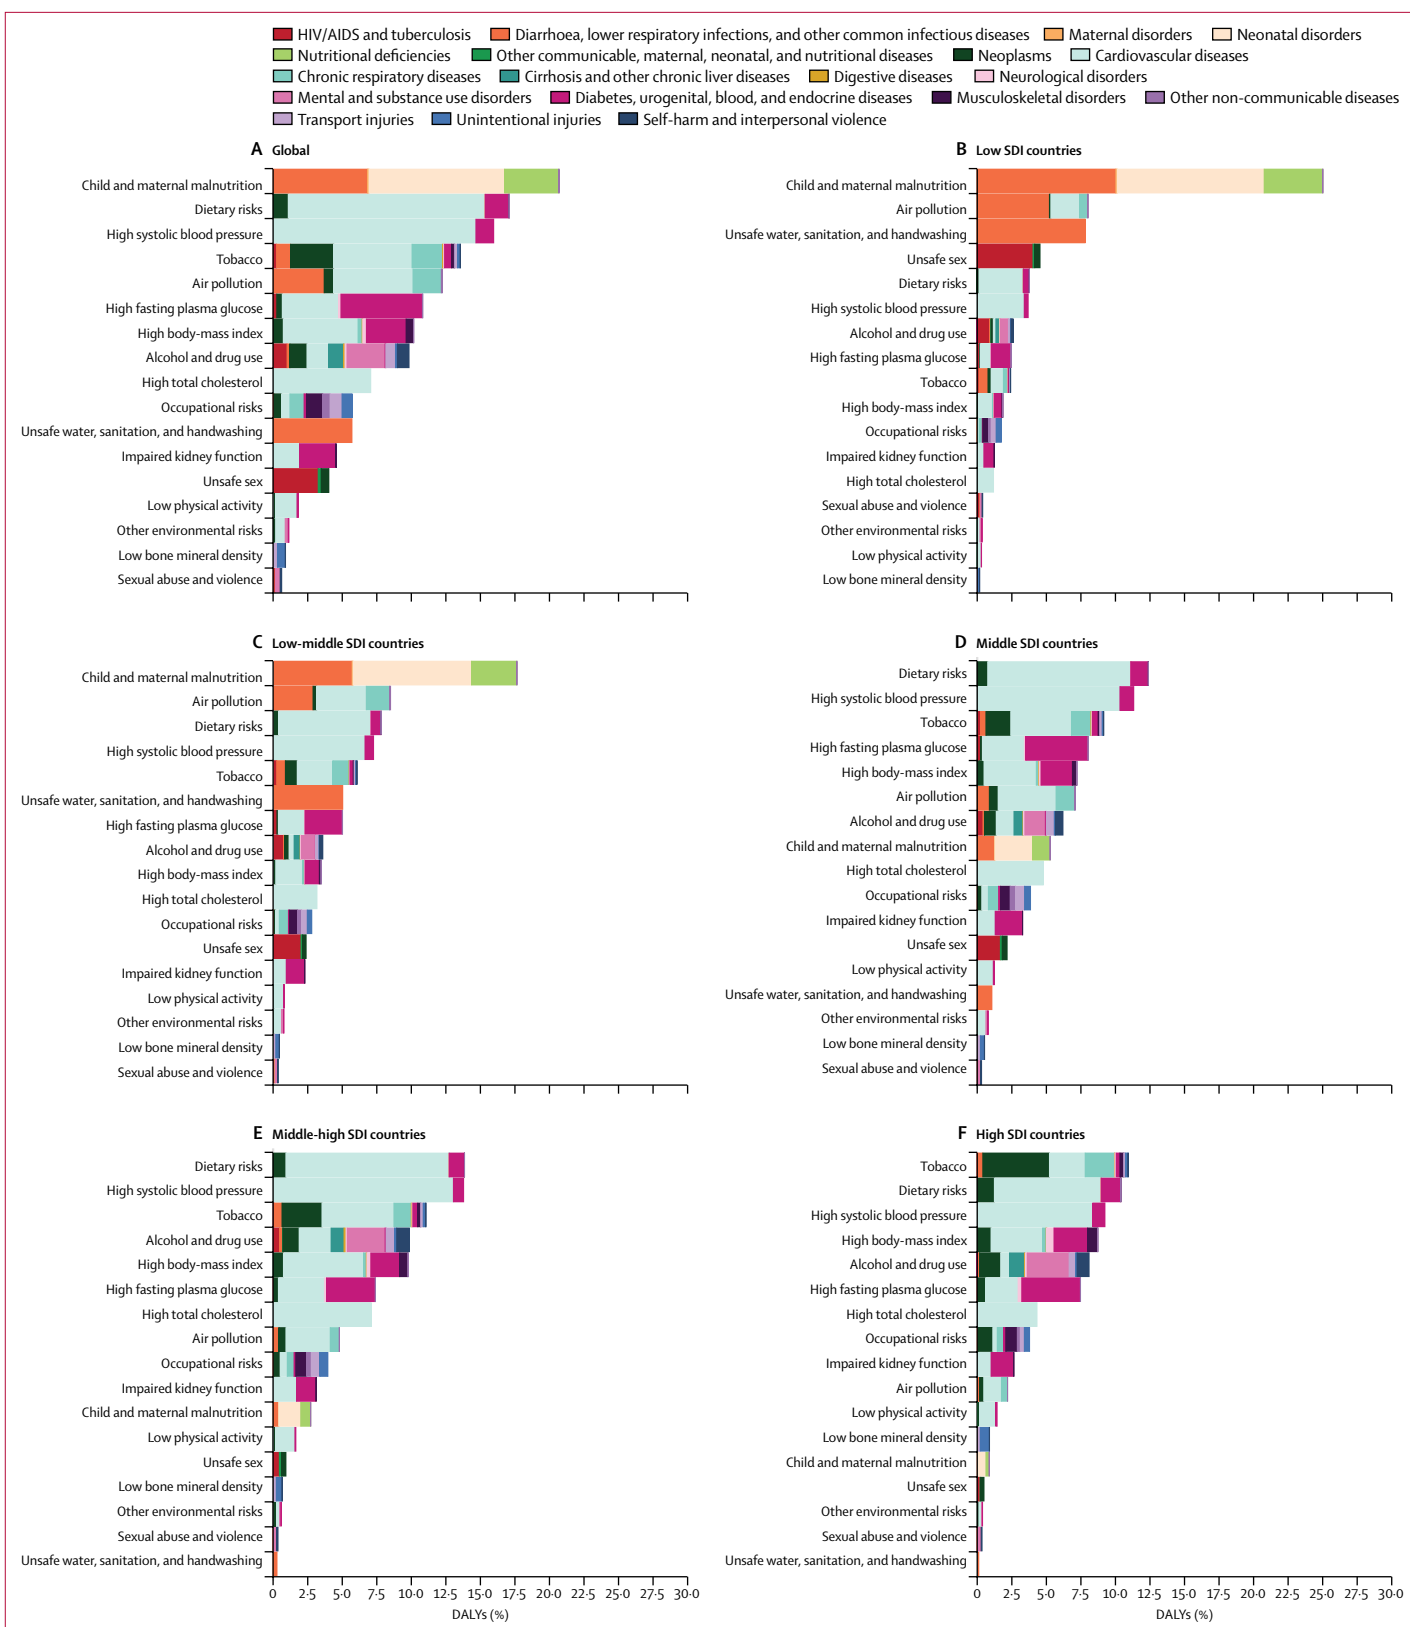 HIV/AIDS and tuberculosis Diarrhoea, lower respiratory infections, and other common infectious diseases Maternal disorders Neonatal disorders
Nutritional deficiencies Other communicable, maternal, neonatal, and nutritional diseases Neoplasms Cardiovascular diseases
Chronic respiratory diseases Cirrhosis and other chronic liver diseases Digestive diseases Neurological disorders
Mental and substance use disorders Diabetes, urogenital, blood, and endocrine diseases Musculoskeletal disorders Other non-communicable diseases
Transport injuries Unintentional injuries Self-harm and interpersonal violence
A Global
Child and maternal malnutrition
Dietary risks
High systolic blood pressure
Tobacco
Air pollution
High fasting plasma glucose
High body-mass index
Alcohol and drug use
High total cholesterol
Occupational risks
Unsafe water, sanitation, and handwashing
Impaired kidney function
Unsafe sex
Low physical activity
Other environmental risks
Low bone mineral density
Sexual abuse and violence
B Low SDI countries
Child and maternal malnutrition
Air pollution
Unsafe water, sanitation, and handwashing
Unsafe sex
Dietary risks
High systolic blood pressure
Alcohol and drug use
High fasting plasma glucose
Tobacco
High body-mass index
Occupational risks
Impaired kidney function
High total cholesterol
Sexual abuse and violence
Other environmental risks
Low physical activity
Low bone mineral density
C Low-middle SDI countries
Child and maternal malnutrition
Air pollution
Dietary risks
High systolic blood pressure
Tobacco
Unsafe water, sanitation, and handwashing
High fasting plasma glucose
Alcohol and drug use
High body-mass index
High total cholesterol
Occupational risks
Unsafe sex
Impaired kidney function
Low physical activity
Other environmental risks
Low bone mineral density
Sexual abuse and violence
D Middle SDI countries
Dietary risks
High systolic blood pressure
Tobacco
High fasting plasma glucose
High body-mass index
Air pollution
Alcohol and drug use
Child and maternal malnutrition
High total cholesterol
Occupational risks
Impaired kidney function
Unsafe sex
Low physical activity
Unsafe water, sanitation, and handwashing
Other environmental risks
Low bone mineral density
Sexual abuse and violence
E Middle-high SDI countries
Dietary risks
High systolic blood pressure
Tobacco
Alcohol and drug use
High body-mass index
High fasting plasma glucose
High total cholesterol
Air pollution
Occupational risks
Impaired kidney function
Child and maternal malnutrition
Low physical activity
Unsafe sex
Low bone mineral density
Other environmental risks
Sexual abuse and violence
Unsafe water, sanitation, and handwashing
0 2·5 5·0 7·5 10·0 12·5 15·0 17·5 20·0 22·5 25·0 27·5 30·0
DALYs (%)
F High SDI countries
Tobacco
Dietary risks
High systolic blood pressure
High body-mass index
Alcohol and drug use
High fasting plasma glucose
High total cholesterol
Occupational risks
Impaired kidney function
Air pollution
Low physical activity
Low bone mineral density
Child and maternal malnutrition
Unsafe sex
Other environmental risks
Sexual abuse and violence
Unsafe water, sanitation, and handwashing
0 2·5 5·0 7·5 10·0 12·5 15·0 17·5 20·0 22·5 25·0 27·5 30·0
DALYs (%)